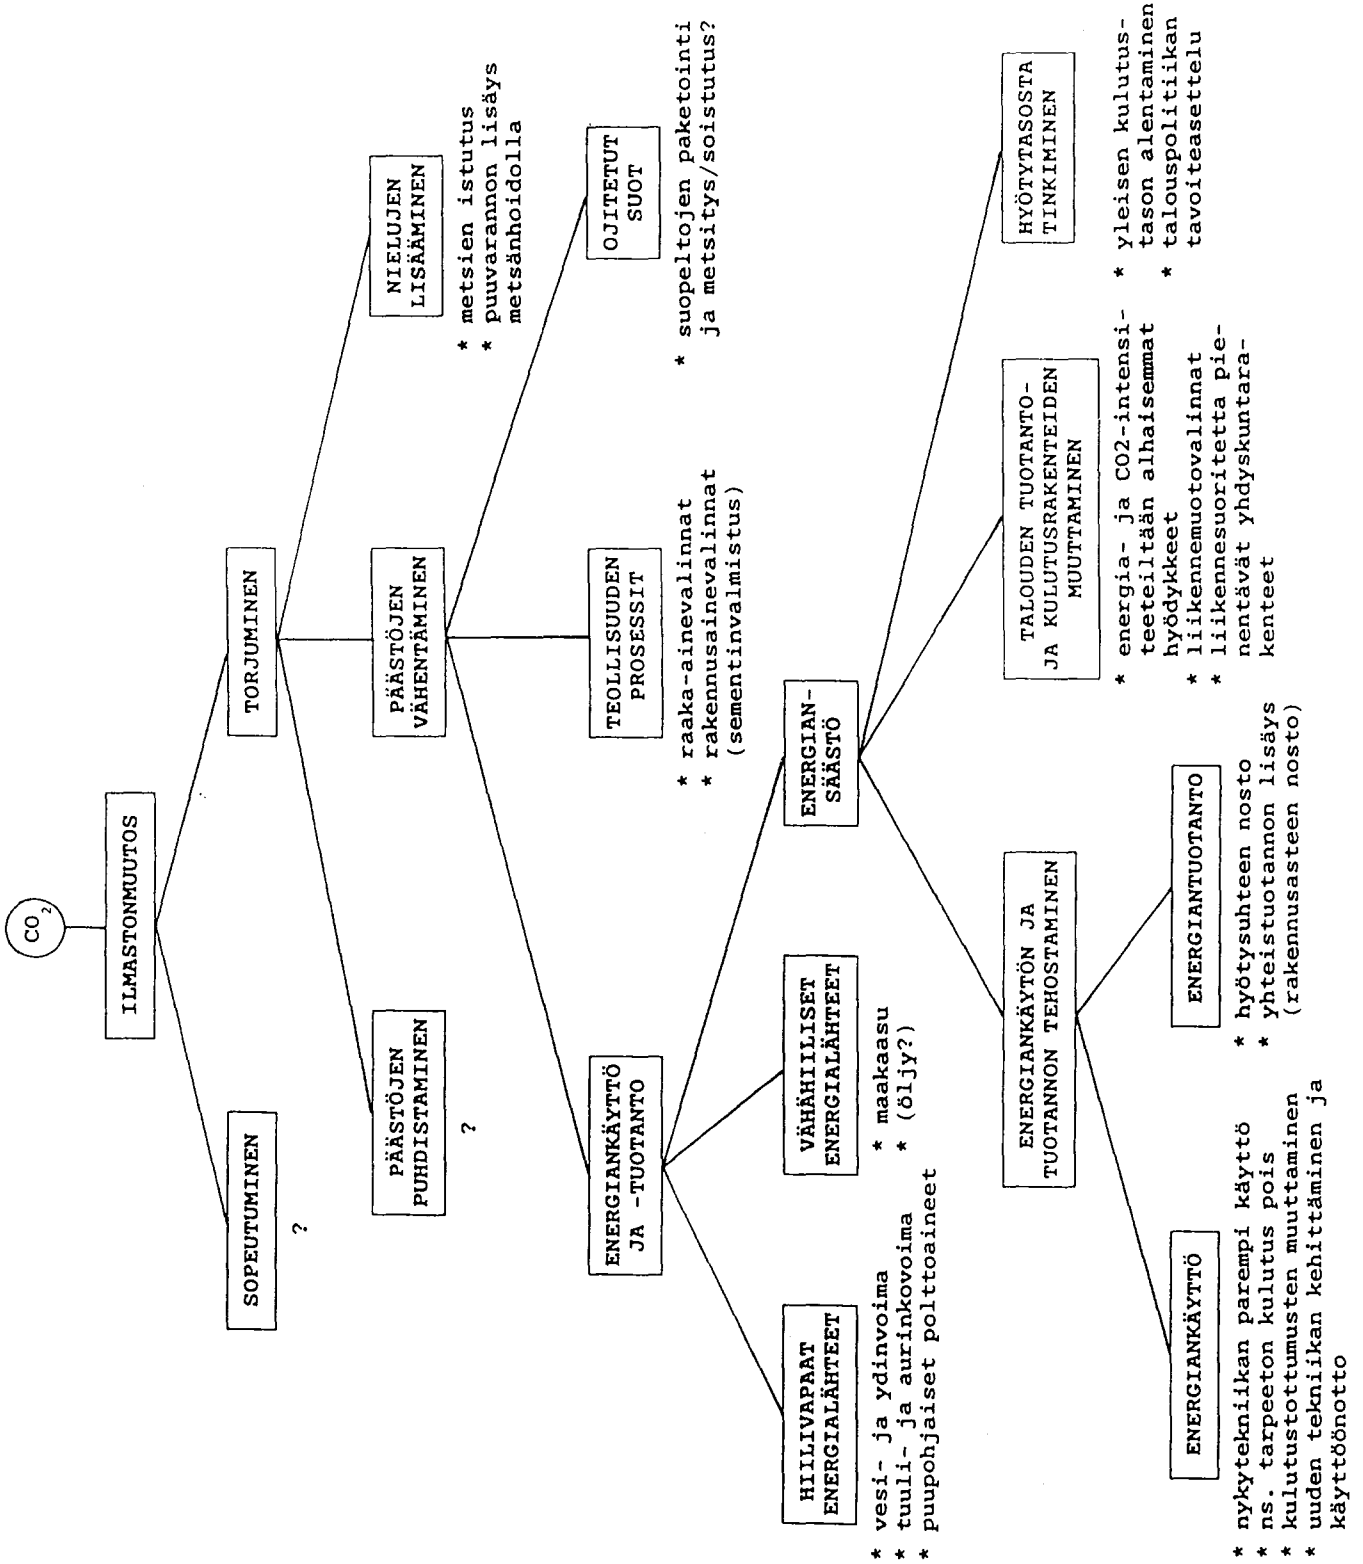 CO₂
ILMASTONMUUTOS
SOPEUTUMINEN
?
TORJUMINEN
PÄÄSTÖJEN
PUHDISTAMINEN
?
PÄÄSTÖJEN
VÄHENTÄMINEN
NIELUJEN
LISÄÄMINEN
* metsien istutus
* puuvarannon lisäys
metsänhoidolla
ENERGIANKÄYTTÖ
JA -TUOTANTO
TEOLLISUUDEN
PROSESSIT
* raaka-ainevalinnat
* rakennusainevalinnat
(sementinvalmistus)
OJITETUT
SUOT
* suopeltojen paketointi
ja metsitys/soistutus?
HIILIVAPAAT
ENERGIALÄHTEET
* vesi- ja ydinvoima
* tuuli- ja aurinkovoima
* puupohjaiset polttoaineet
VÄHÄHIILISET
ENERGIALÄHTEET
* maakaasu
* (öljy?)
ENERGIAN-
SÄÄSTÖ
ENERGIANKÄYTÖN JA
TUOTANNON TEHOSTAMINEN
TALOUDEN TUOTANTO-
JA KULUTUSRAKENTEIDEN
MUUTTAMINEN
* energia- ja CO2-intensi-
teeteiltään alhaisemmat
hyödykkeet
* liikennemuotovalinnat
* liikennesuoritetta pie-
nentävät yhdyskuntara-
kenteet
HYÖTYTASOSTA
TINKIMINEN
* yleisen kulutus-
tason alentaminen
* talouspolitiikan
tavoiteasettelu
ENERGIANKÄYTTÖ
* nykytekniikan parempi käyttö
* ns. tarpeeton kulutus pois
* kulutustottumusten muuttaminen
* uuden tekniikan kehittäminen ja
käyttöönotto
ENERGIANTUOTANTO
* hyötysuhteen nosto
* yhteistuotannon lisäys
(rakennusasteen nosto)